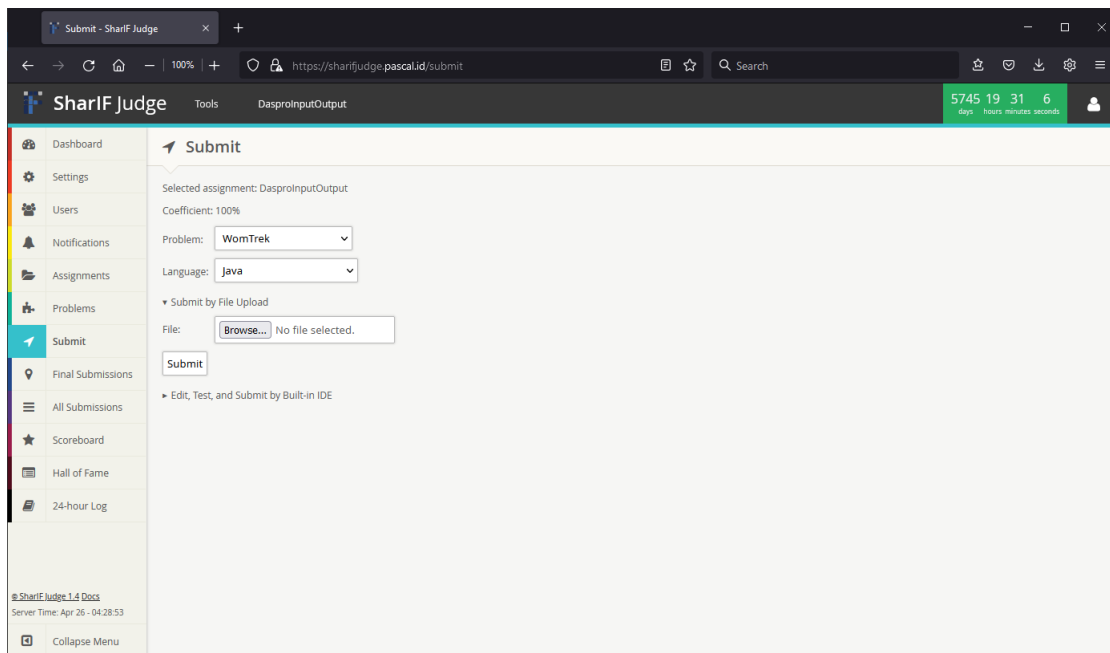 Submit - SharIF Judge
100%
https://sharifjudge.pascal.id/submit
Search
SharIF Judge
Tools
DasproInputOutput
5745 19 31 6
days hours minutes seconds
Dashboard
Settings
Users
Notifications
Assignments
Problems
Submit
Final Submissions
All Submissions
Scoreboard
Hall of Fame
24-hour Log
© SharIF Judge 1.4 Docs
Server Time: Apr 26 - 04:28:53
Collapse Menu
Submit
Selected assignment: DasproInputOutput
Coefficient: 100%
Problem: WomTrek
Language: Java
▾ Submit by File Upload
File: Browse... No file selected.
Submit
▸ Edit, Test, and Submit by Built-in IDE